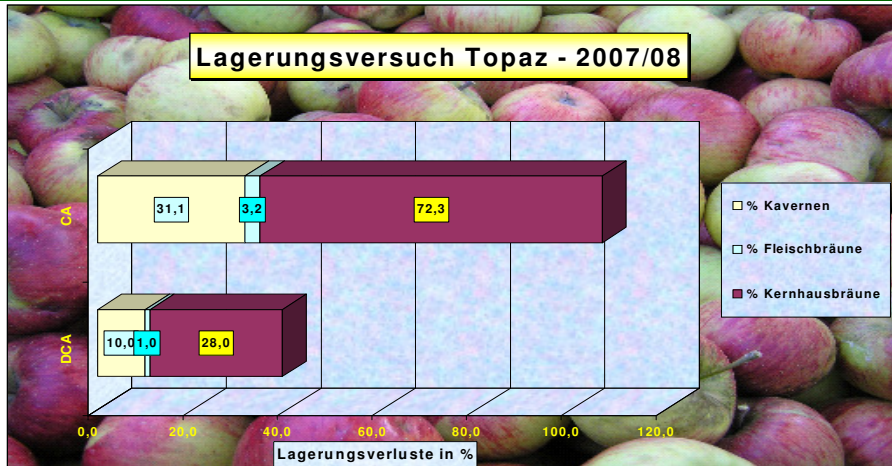 Lagerungsversuch Topaz - 2007/08
CA
31,1
3,2
72,3
DCA
10,0
1,0
28,0
0,0
20,0
40,0
60,0
80,0
100,0
120,0
Lagerungsverluste in %
% Kavernen
% Fleischbräune
% Kernhausbräune